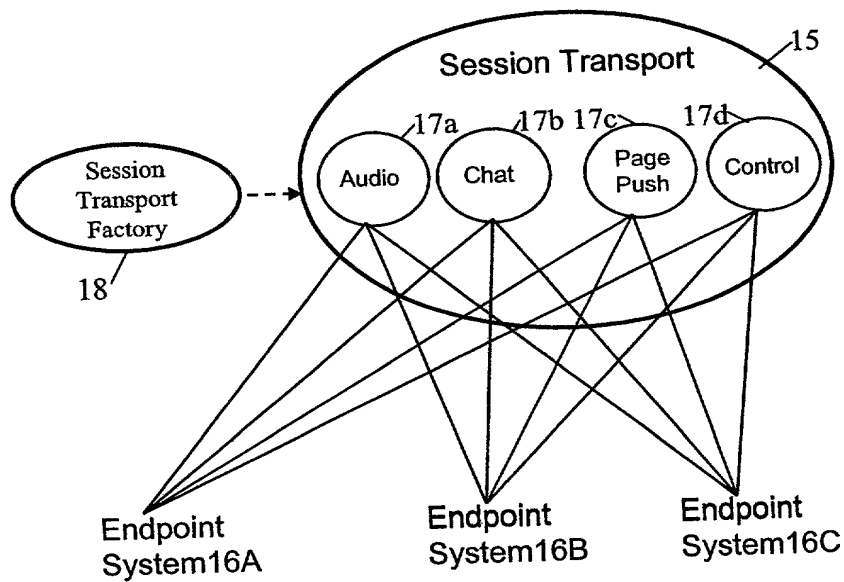 15
Session Transport
17a
17b
17c
17d
Audio
Chat
Page
Push
Control
Session
Transport
Factory
18
Endpoint
System16A
Endpoint
System16B
Endpoint
System16C